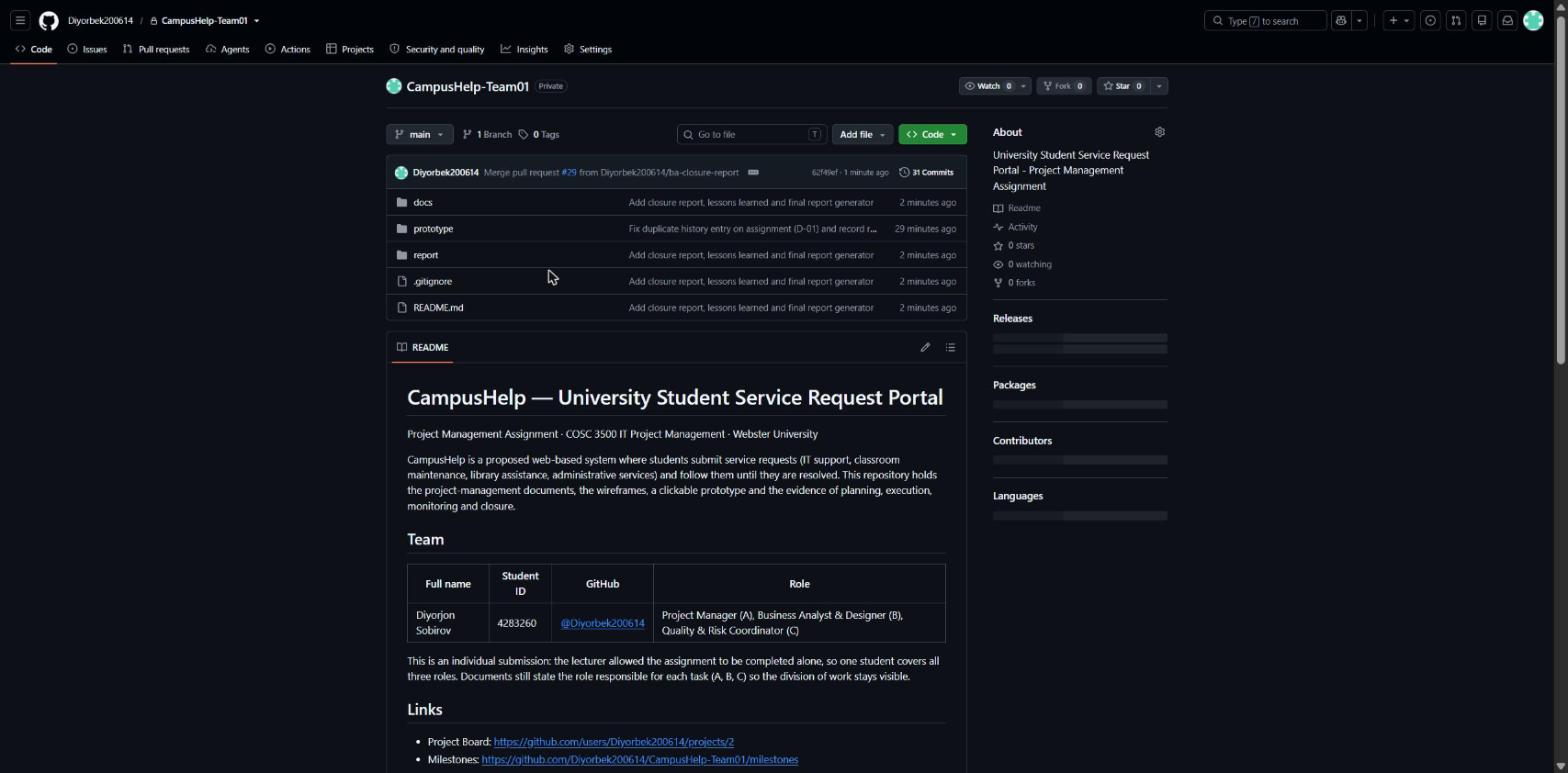 Diyorbek200614 / CampusHelp-Team01
Type / to search
Code Issues Pull requests Agents Actions Projects Security and quality Insights Settings
CampusHelp-Team01 Private
Watch 0 Fork 0 Star 0
main 1 Branch 0 Tags Go to file T Add file Code
Diyorbek200614 Merge pull request #29 from Diyorbek200614/ba-closure-report 62f49ef · 1 minute ago 31 Commits
docs Add closure report, lessons learned and final report generator 2 minutes ago
prototype Fix duplicate history entry on assignment (D-01) and record r... 29 minutes ago
report Add closure report, lessons learned and final report generator 2 minutes ago
.gitignore Add closure report, lessons learned and final report generator 2 minutes ago
README.md Add closure report, lessons learned and final report generator 2 minutes ago
README
CampusHelp — University Student Service Request Portal
Project Management Assignment · COSC 3500 IT Project Management · Webster University
CampusHelp is a proposed web-based system where students submit service requests (IT support, classroom
maintenance, library assistance, administrative services) and follow them until they are resolved. This repository holds
the project-management documents, the wireframes, a clickable prototype and the evidence of planning, execution,
monitoring and closure.
Team
Full name Student ID GitHub Role
Diyorjon Sobirov 4283260 @Diyorbek200614 Project Manager (A), Business Analyst & Designer (B),
Quality & Risk Coordinator (C)
This is an individual submission: the lecturer allowed the assignment to be completed alone, so one student covers all
three roles. Documents still state the role responsible for each task (A, B, C) so the division of work stays visible.
Links
Project Board: https://github.com/users/Diyorbek200614/projects/2
Milestones: https://github.com/Diyorbek200614/CampusHelp-Team01/milestones
About
University Student Service Request
Portal - Project Management
Assignment
Readme
Activity
0 stars
0 watching
0 forks
Releases
Packages
Contributors
Languages